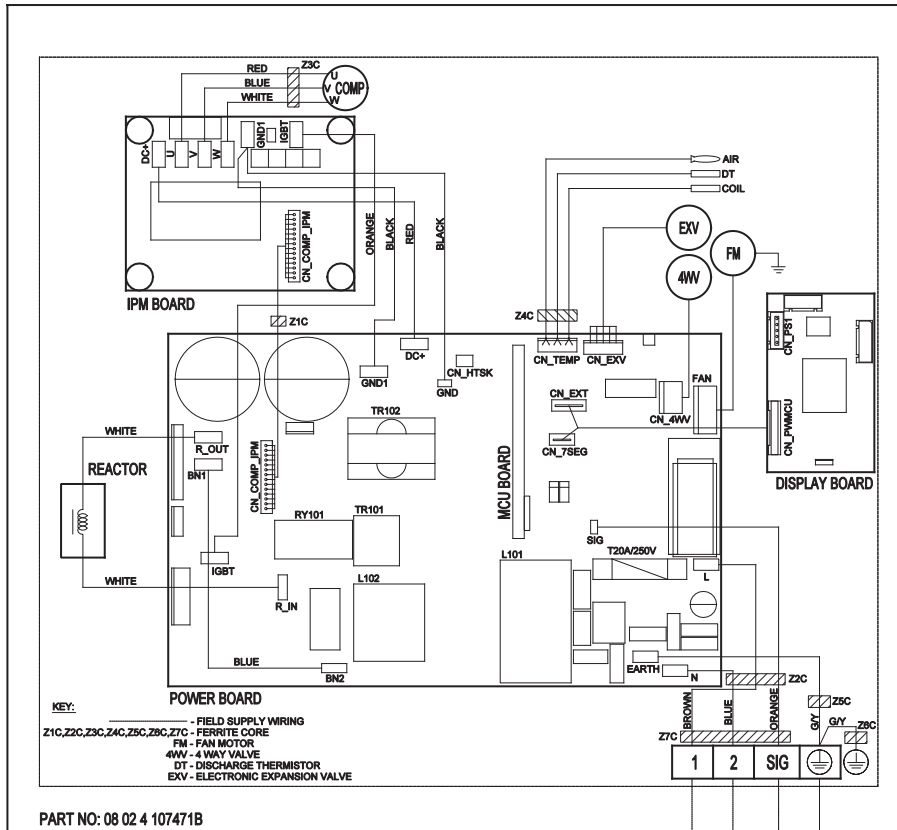 RED
Z3C
BLUE
WHITE
U
V
W
COMP
DC+
U
V
W
GND1
IGBT
AIR
DT
COIL
CN_COMP_IPM
ORANGE
BLACK
RED
BLACK
EXV
FM
4WV
IPM BOARD
Z1C
Z4C
CN_PS1
DC+
CN_TEMP
CN_EXV
GND1
CN_HTSK
GND
CN_EXT
CN_4WV
FAN
TR102
WHITE
R_OUT
CN_PWMCU
REACTOR
BN1
CN_COMP_IPM
MCU BOARD
CN_7SEG
DISPLAY BOARD
RY101
TR101
SIG
IGBT
L101
T20A/250V
L
WHITE
L102
R_IN
BLUE
BN2
EARTH
N
POWER BOARD
Z2C
KEY:
- FIELD SUPPLY WIRING
Z1C,Z2C,Z3C,Z4C,Z5C,Z6C,Z7C - FERRITE CORE
FM - FAN MOTOR
4WV - 4 WAY VALVE
DT - DISCHARGE THERMISTOR
EXV - ELECTRONIC EXPANSION VALVE
BROWN
BLUE
ORANGE
Z5C
G/Y
G/Y
Z6C
Z7C
1 2 SIG
PART NO: 08 02 4 107471B